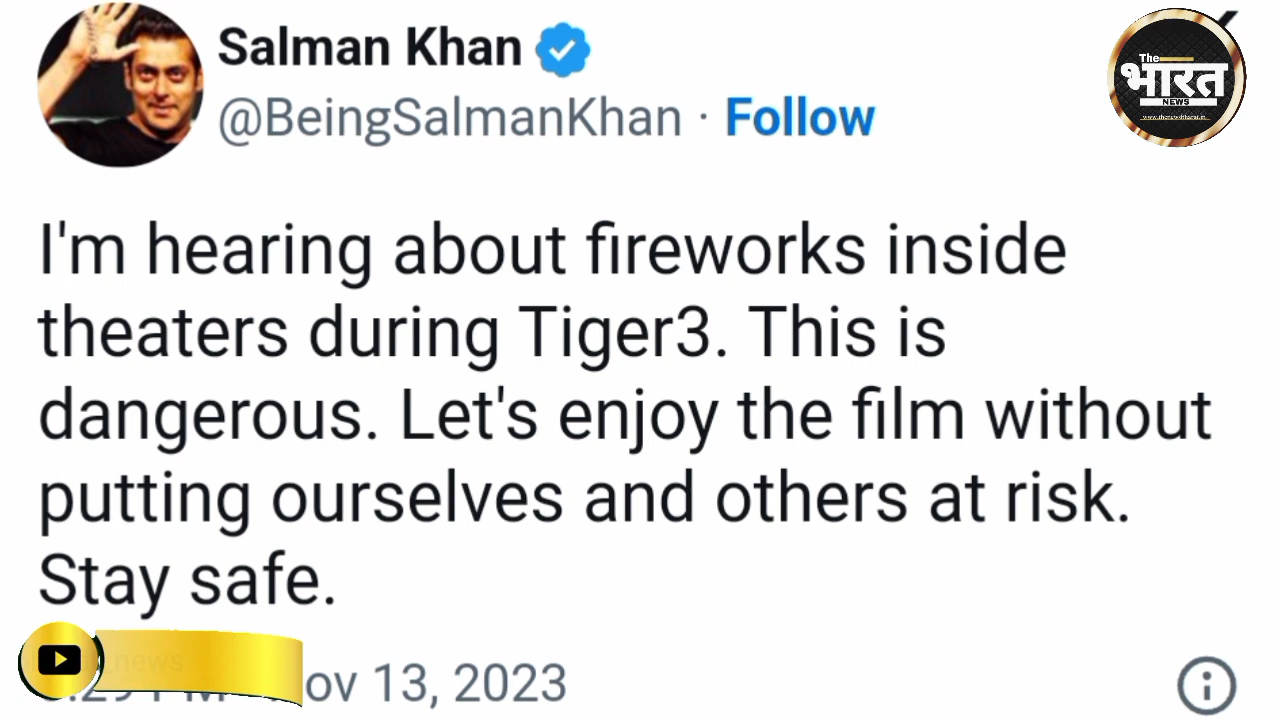 Salman Khan
@BeingSalmanKhan · Follow
The
भारत
NEWS
I'm hearing about fireworks inside
theaters during Tiger3. This is
dangerous. Let's enjoy the film without
putting ourselves and others at risk.
Stay safe.
news
ov 13, 2023